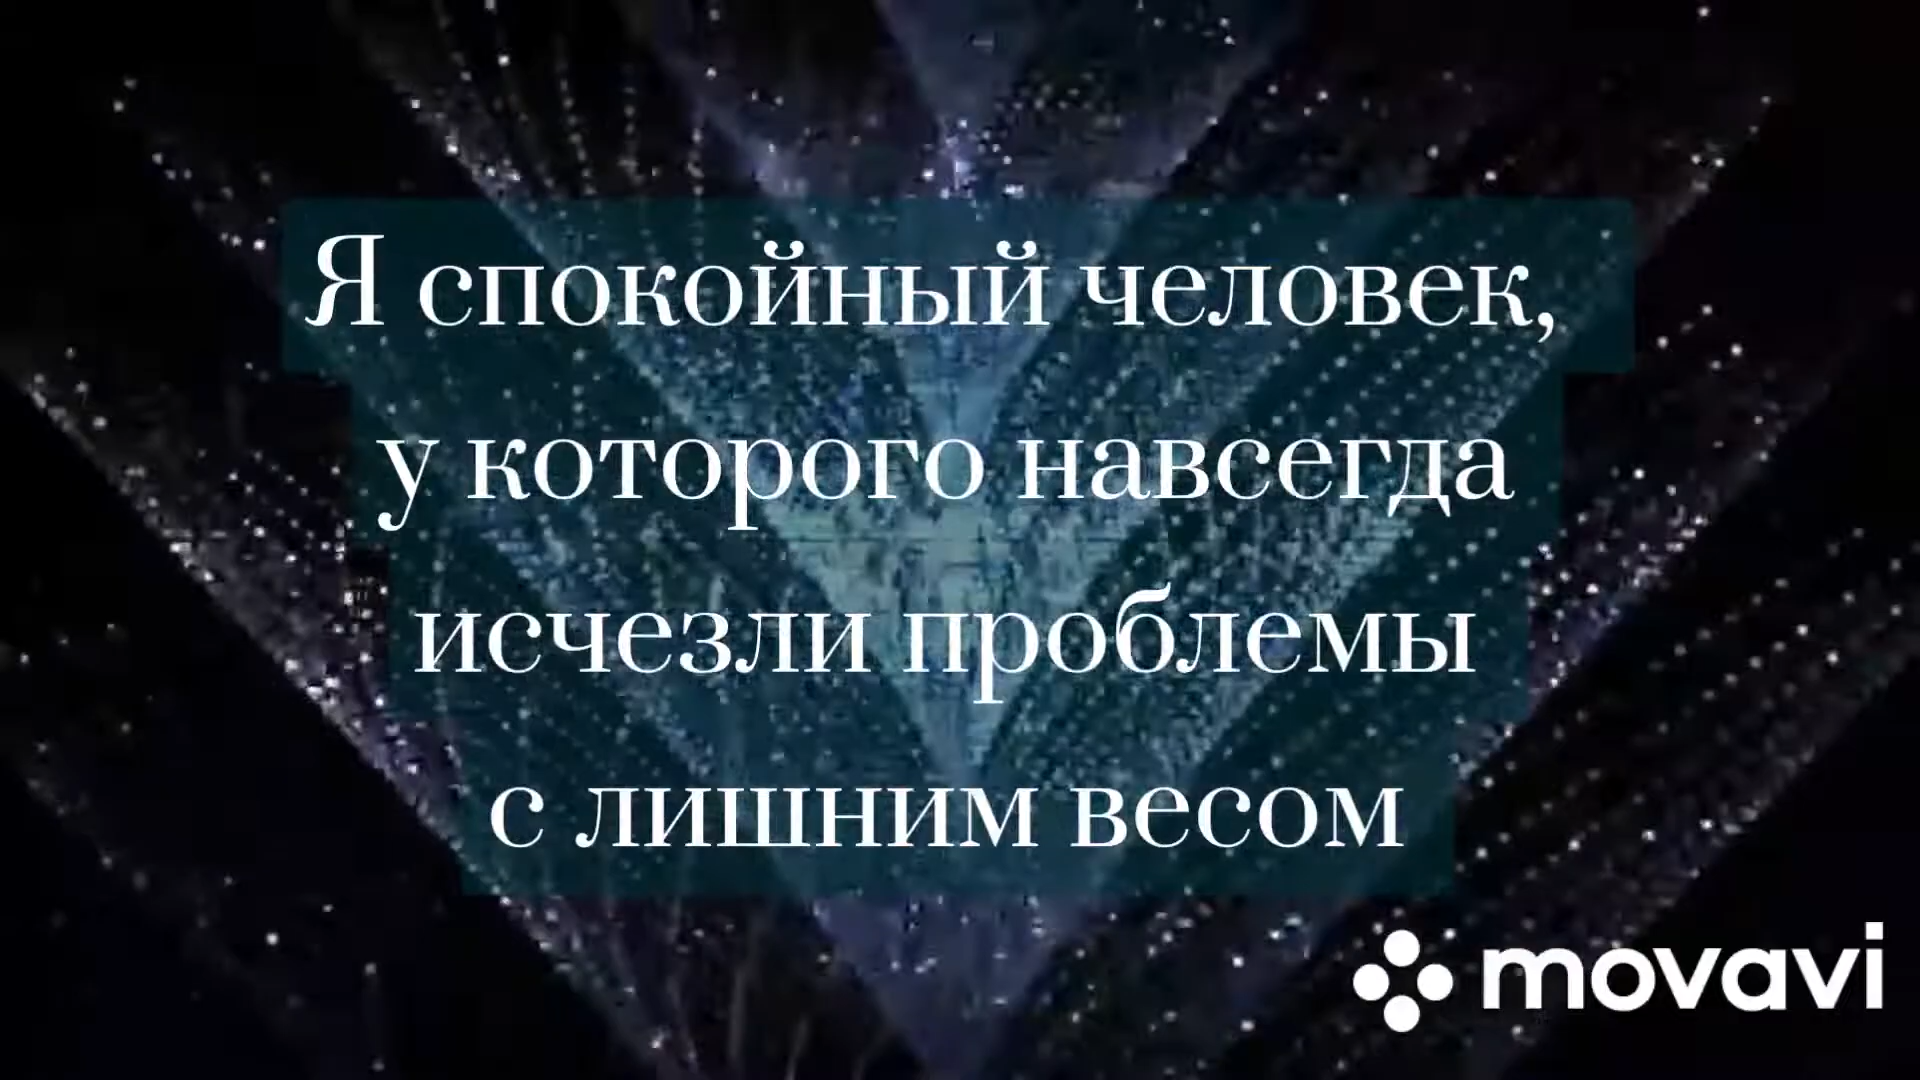 Я спокойный человек,
у которого навсегда
исчезли проблемы
с лишним весом
movavi